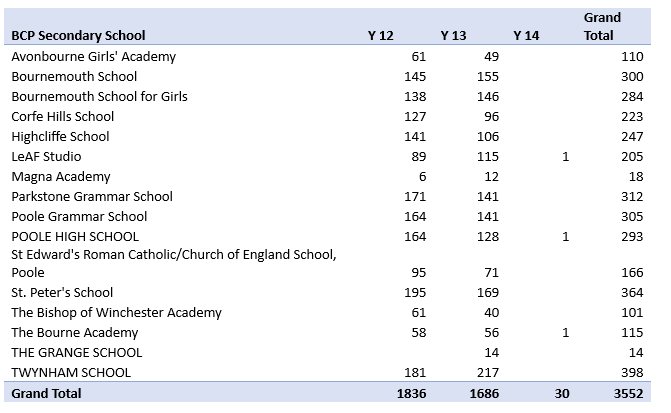 Grand
BCP Secondary School Y 12 Y 13 Y 14 Total
Avonbourne Girls' Academy 61 49 110
Bournemouth School 145 155 300
Bournemouth School for Girls 138 146 284
Corfe Hills School 127 96 223
Highcliffe School 141 106 247
LeAF Studio 89 115 1 205
Magna Academy 6 12 18
Parkstone Grammar School 171 141 312
Poole Grammar School 164 141 305
POOLE HIGH SCHOOL 164 128 1 293
St Edward's Roman Catholic/Church of England School,
Poole 95 71 166
St. Peter's School 195 169 364
The Bishop of Winchester Academy 61 40 101
The Bourne Academy 58 56 1 115
THE GRANGE SCHOOL 14 14
TWYNHAM SCHOOL 181 217 398
Grand Total 1836 1686 30 3552